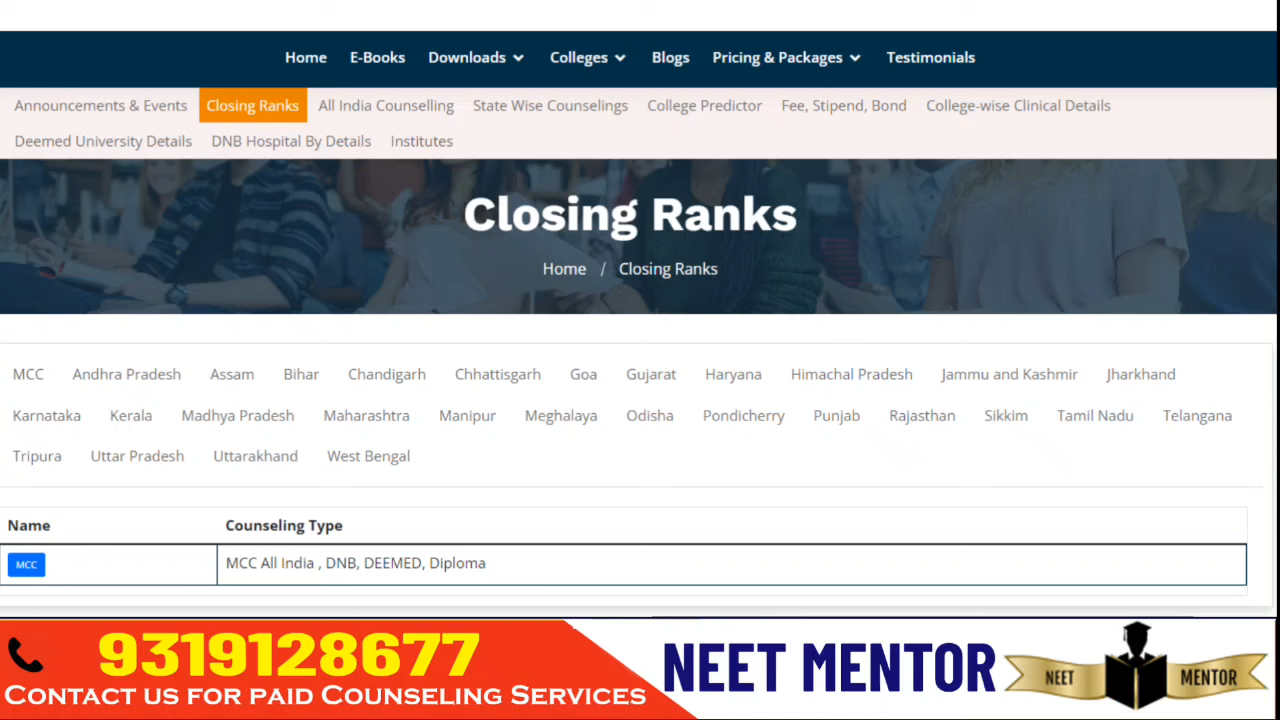 Home E-Books Downloads Colleges Blogs Pricing & Packages Testimonials
Announcements & Events Closing Ranks All India Counselling State Wise Counselings College Predictor Fee, Stipend, Bond College-wise Clinical Details
Deemed University Details DNB Hospital By Details Institutes
Closing Ranks
Home / Closing Ranks
MCC Andhra Pradesh Assam Bihar Chandigarh Chhattisgarh Goa Gujarat Haryana Himachal Pradesh Jammu and Kashmir Jharkhand
Karnataka Kerala Madhya Pradesh Maharashtra Manipur Meghalaya Odisha Pondicherry Punjab Rajasthan Sikkim Tamil Nadu Telangana
Tripura Uttar Pradesh Uttarakhand West Bengal
Name Counseling Type
MCC MCC All India , DNB, DEEMED, Diploma
9319128677
CONTACT US FOR PAID COUNSELING SERVICES
NEET MENTOR
NEET MENTOR